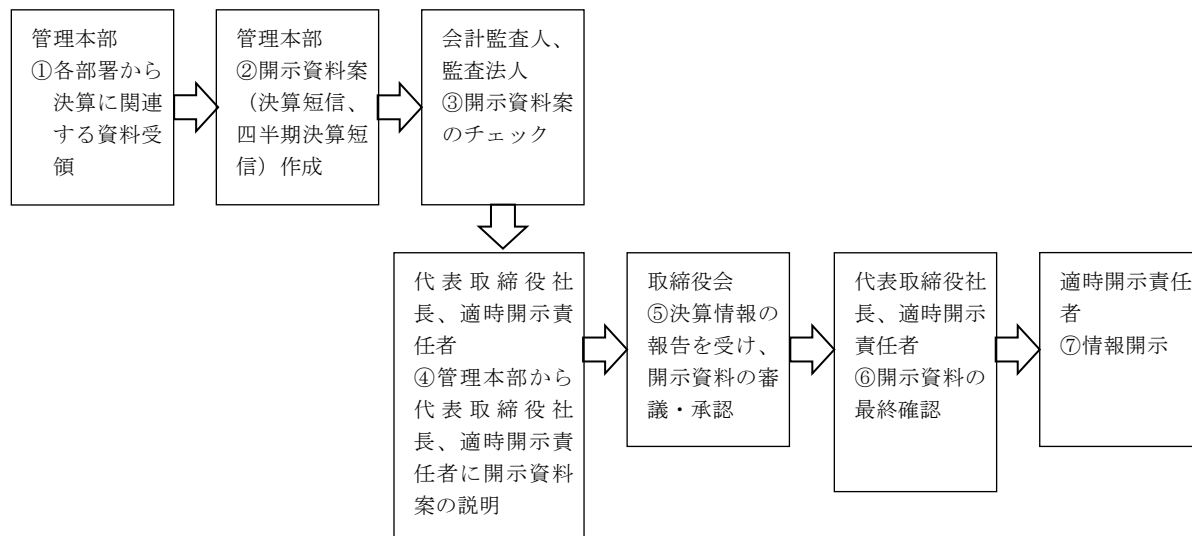 管理本部
①各部署から
決算に関連
する資料受
領
管理本部
②開示資料案
（決算短信、
四半期決算短
信）作成
会計監査人、
監査法人
③開示資料案
のチェック
代表取締役社
長、適時開示責
任者
④管理本部から
代表取締役社
長、適時開示責
任者に開示資料
案の説明
取締役会
⑤決算情報の
報告を受け、
開示資料の審
議・承認
代表取締役社
長、適時開示
責任者
⑥開示資料の
最終確認
適時開示責任
者
⑦情報開示